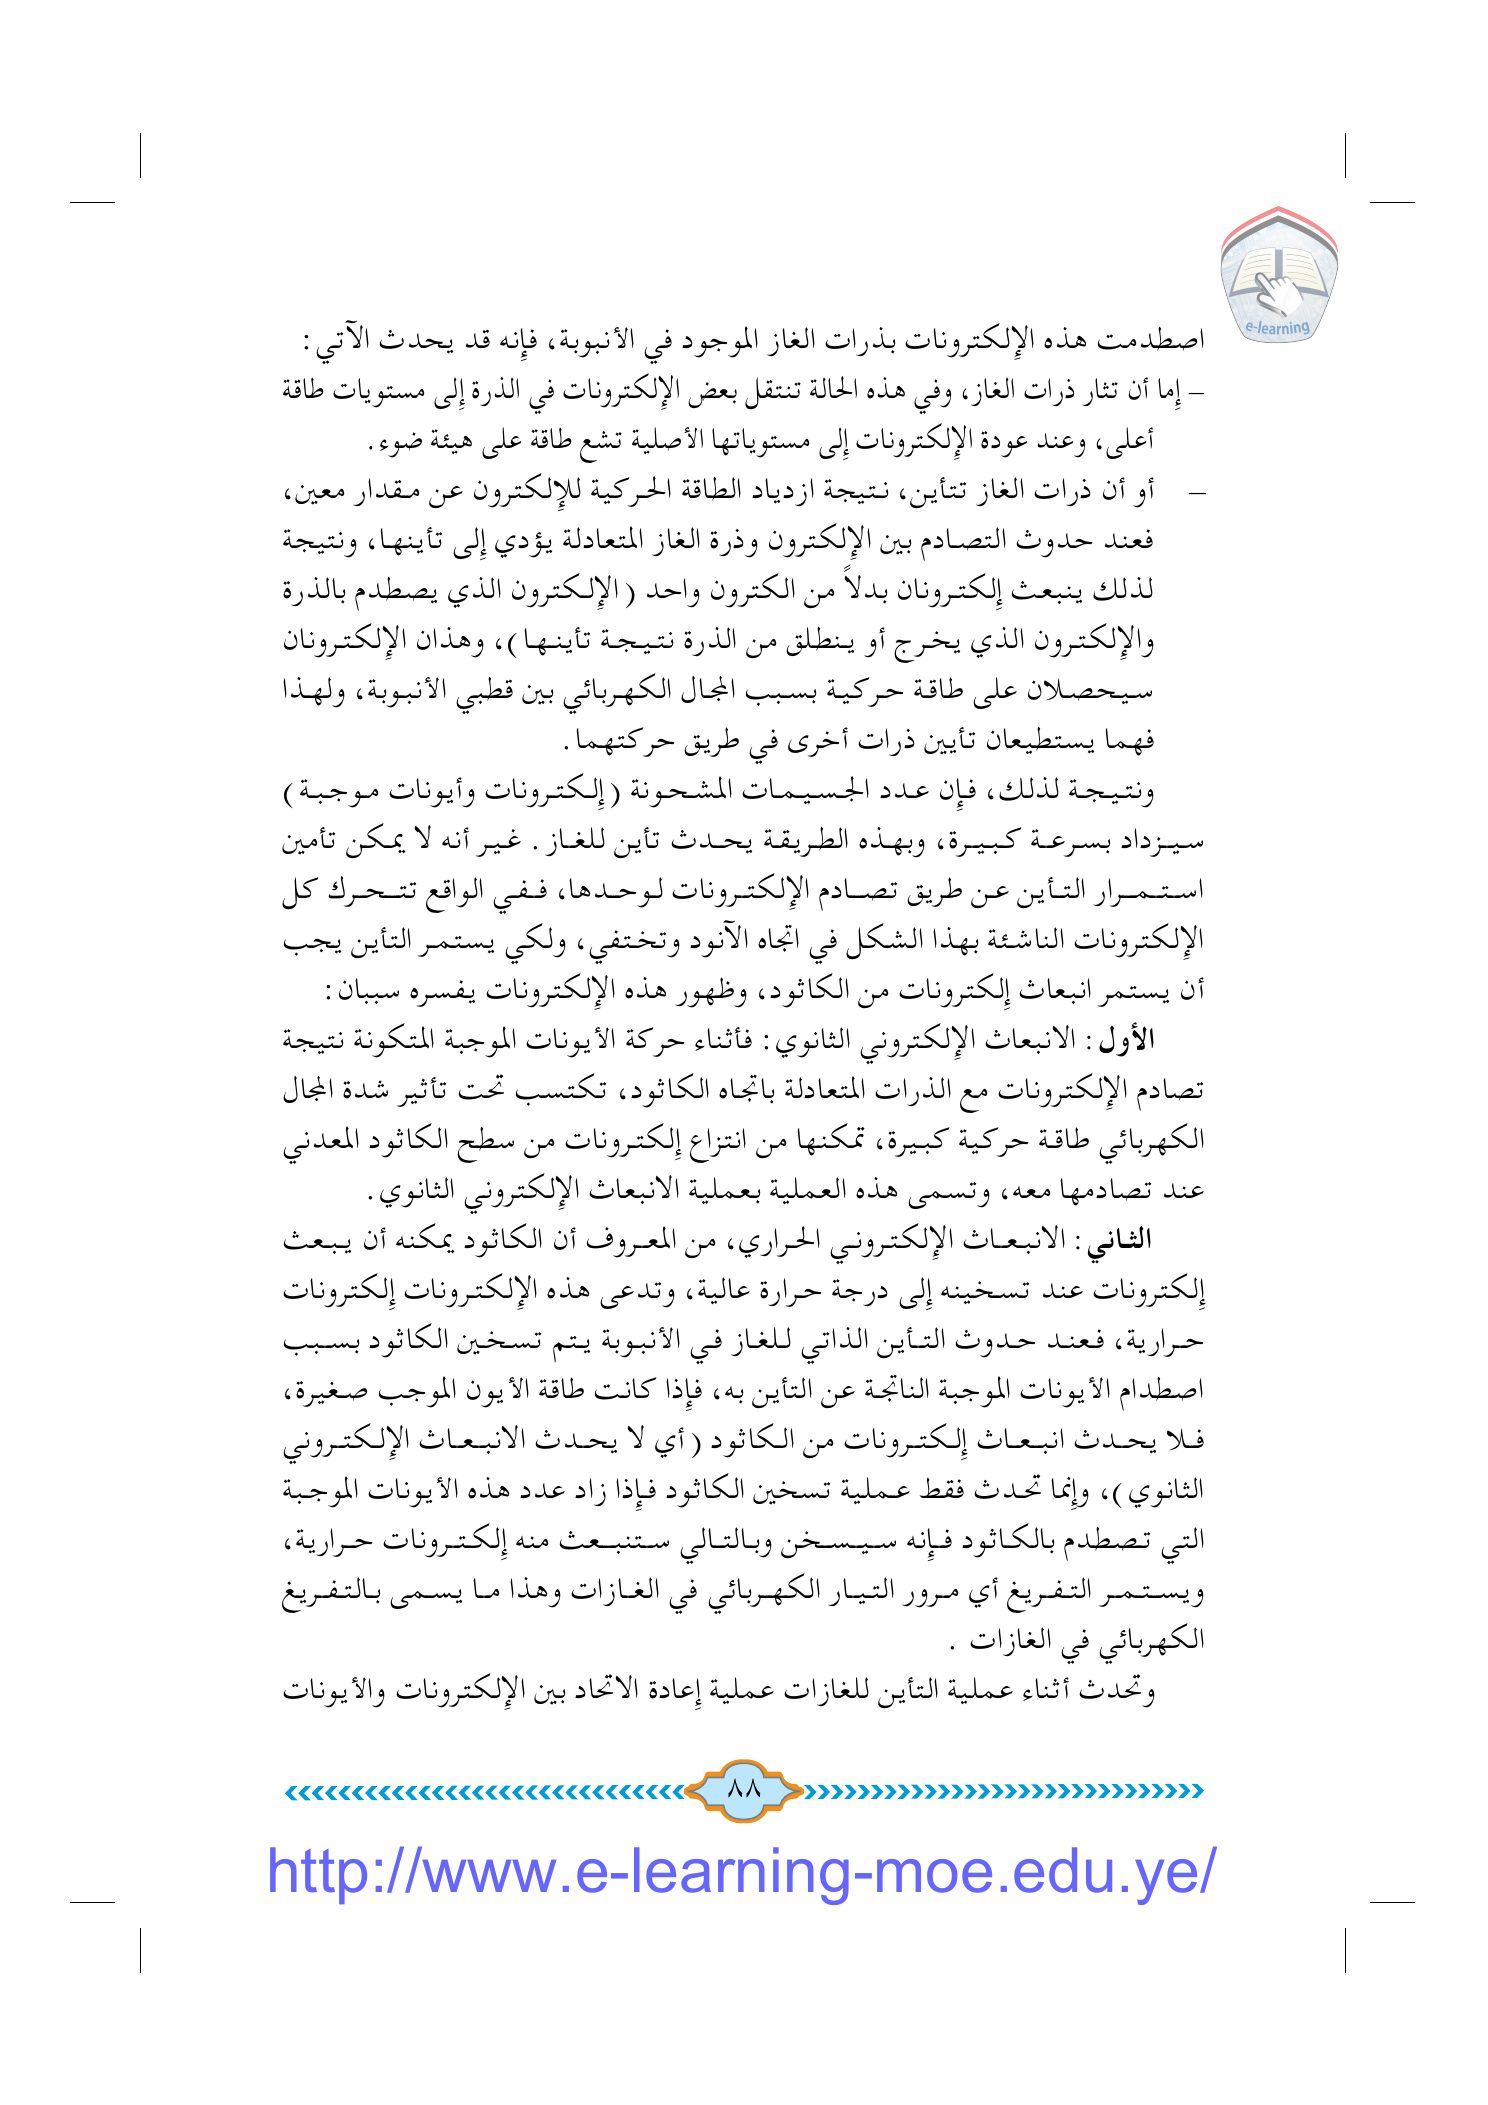 e-learning
اصطدمت هذه الإلكترونات بذرات الغاز الموجود في الأنبوبة، فإنه قد يحدث الآتي :
– إما أن تثار ذرات الغاز، وفي هذه الحالة تنتقل بعض الإلكترونات في الذرة إلى مستويات طاقة
أعلى، وعند عودة الإلكترونات إلى مستوياتها الأصلية تشع طاقة على هيئة ضوء.
– أو أن ذرات الغاز تتأين، نتيجة ازدياد الطاقة الحركية للإلكترون عن مقدار معين،
فعند حدوث التصادم بين الإلكترون وذرة الغاز المتعادلة يؤدي إلى تأينها، ونتيجة
لذلك ينبعث إلكترونان بدلاً من الكترون واحد ( الإلكترون الذي يصطدم بالذرة
والإلكترون الذي يخرج أو ينطلق من الذرة نتيجة تأينها )، وهذان الإلكترونان
سيحصلان على طاقة حركية بسبب المجال الكهربائي بين قطبي الأنبوبة، ولهذا
فهما يستطيعان تأيين ذرات أخرى في طريق حركتهما.
ونتيجة لذلك، فإن عدد الجسيمات المشحونة ( إلكترونات وأيونات موجبة )
سيزداد بسرعة كبيرة، وبهذه الطريقة يحدث تأين للغاز . غير أنه لا يمكن تأمين
استمرار التأين عن طريق تصادم الإلكترونات لوحدها، ففي الواقع تتحرك كل
الإلكترونات الناشئة بهذا الشكل في اتجاه الآنود وتختفي، ولكي يستمر التأين يجب
أن يستمر انبعاث إلكترونات من الكاثود، وظهور هذه الإلكترونات يفسره سببان :
الأول : الانبعاث الإلكتروني الثانوي : فأثناء حركة الأيونات الموجبة المتكونة نتيجة
تصادم الإلكترونات مع الذرات المتعادلة باتجاه الكاثود، تكتسب تحت تأثير شدة المجال
الكهربائي طاقة حركية كبيرة، تمكنها من انتزاع إلكترونات من سطح الكاثود المعدني
عند تصادمها معه، وتسمى هذه العملية بعملية الانبعاث الإلكتروني الثانوي.
الثاني : الانبعاث الإلكتروني الحراري، من المعروف أن الكاثود يمكنه أن يبعث
إلكترونات عند تسخينه إلى درجة حرارة عالية، وتدعى هذه الإلكترونات إلكترونات
حرارية، فعند حدوث التأين الذاتي للغاز في الأنبوبة يتم تسخين الكاثود بسبب
اصطدام الأيونات الموجبة الناتجة عن التأين به، فإذا كانت طاقة الأيون الموجب صغيرة،
فلا يحدث انبعاث إلكترونات من الكاثود ( أي لا يحدث الانبعاث الإلكتروني
الثانوي )، وإنما تحدث فقط عملية تسخين الكاثود فإذا زاد عدد هذه الأيونات الموجبة
التي تصطدم بالكاثود فإنه سيسخن وبالتالي ستنبعث منه إلكترونات حرارية،
ويستمر التفريغ أي مرور التيار الكهربائي في الغازات وهذا ما يسمى بالتفريغ
الكهربائي في الغازات .
وتحدث أثناء عملية التأين للغازات عملية إعادة الاتحاد بين الإلكترونات والأيونات
٨٨
http://www.e-learning-moe.edu.ye/